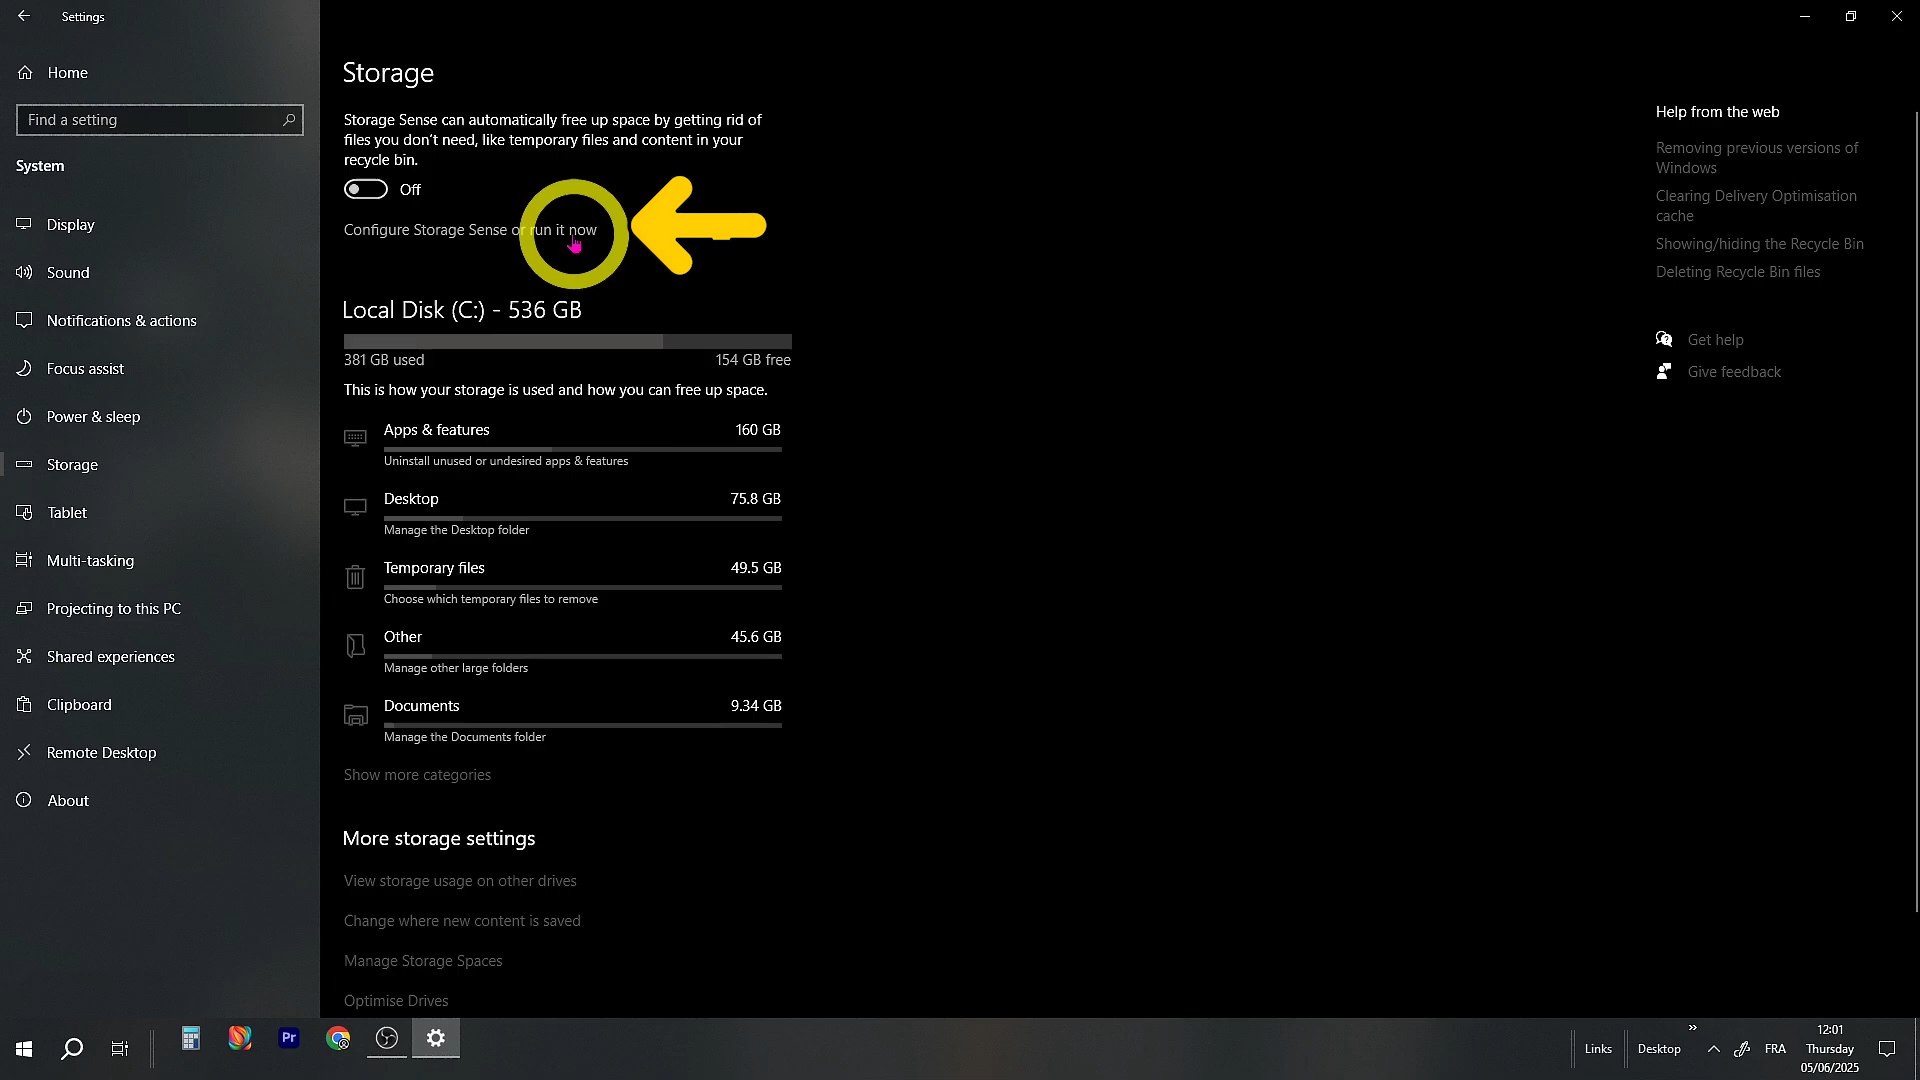 Settings
Home
Find a setting
System
Display
Sound
Notifications & actions
Focus assist
Power & sleep
Storage
Tablet
Multi-tasking
Projecting to this PC
Shared experiences
Clipboard
Remote Desktop
About
Storage
Storage Sense can automatically free up space by getting rid of
files you don't need, like temporary files and content in your
recycle bin.
Off
Configure Storage Sense or run it now
Local Disk (C:) - 536 GB
381 GB used 154 GB free
This is how your storage is used and how you can free up space.
Apps & features 160 GB
Uninstall unused or undesired apps & features
Desktop 75.8 GB
Manage the Desktop folder
Temporary files 49.5 GB
Choose which temporary files to remove
Other 45.6 GB
Manage other large folders
Documents 9.34 GB
Manage the Documents folder
Show more categories
More storage settings
View storage usage on other drives
Change where new content is saved
Manage Storage Spaces
Optimise Drives
Help from the web
Removing previous versions of
Windows
Clearing Delivery Optimisation
cache
Showing/hiding the Recycle Bin
Deleting Recycle Bin files
Get help
Give feedback
Pr
Links
Desktop
FRA
12:01
Thursday
05/06/2025